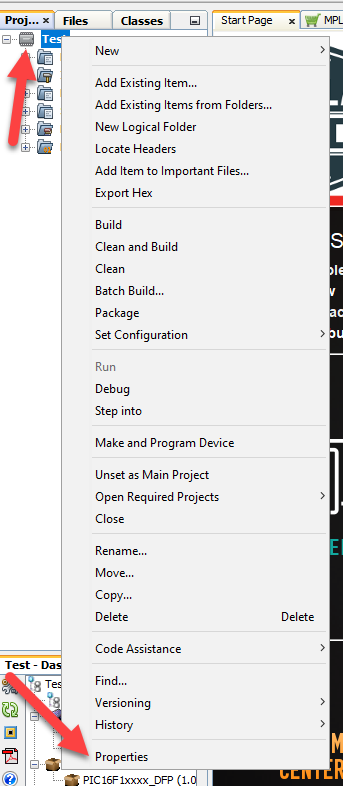 Proj... Files Classes Start Page MPL
Test
New
Add Existing Item...
Add Existing Items from Folders...
New Logical Folder
Locate Headers
Add Item to Important Files...
Export Hex
Build
Clean and Build
Clean
Batch Build...
Package
Set Configuration
Run
Debug
Step into
Make and Program Device
Unset as Main Project
Open Required Projects
Close
Rename...
Move...
Copy...
Delete Delete
Code Assistance
Find...
Versioning
History
Properties
Test - Das
Tes
PIC16F1xxxx_DFP (1.0
CENTER